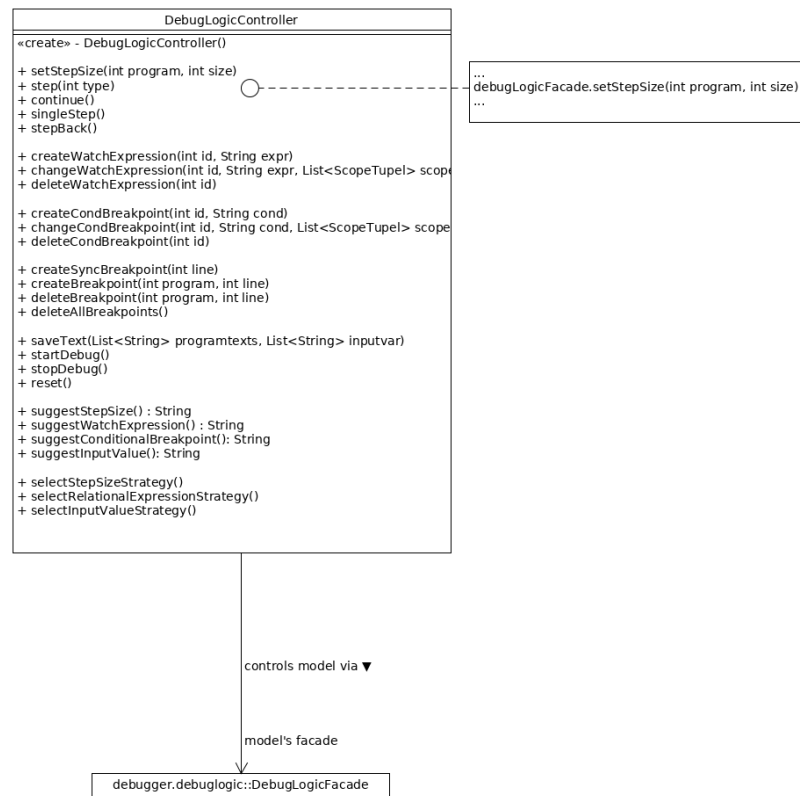 DebugLogicController
«create» - DebugLogicController()
+ setStepSize(int program, int size)
+ step(int type)
+ continue()
+ singleStep()
+ stepBack()
+ createWatchExpression(int id, String expr)
+ changeWatchExpression(int id, String expr, List<ScopeTupel> scope
+ deleteWatchExpression(int id)
+ createCondBreakpoint(int id, String cond)
+ changeCondBreakpoint(int id, String cond, List<ScopeTupel> scope
+ deleteCondBreakpoint(int id)
+ createSyncBreakpoint(int line)
+ createBreakpoint(int program, int line)
+ deleteBreakpoint(int program, int line)
+ deleteAllBreakpoints()
+ saveText(List<String> programtexts, List<String> inputvar)
+ startDebug()
+ stopDebug()
+ reset()
+ suggestStepSize() : String
+ suggestWatchExpression() : String
+ suggestConditionalBreakpoint(): String
+ suggestInputValue(): String
+ selectStepSizeStrategy()
+ selectRelationalExpressionStrategy()
+ selectInputValueStrategy()
...
debugLogicFacade.setStepSize(int program, int size)
...
controls model via ▼
model's facade
debugger.debuglogic::DebugLogicFacade